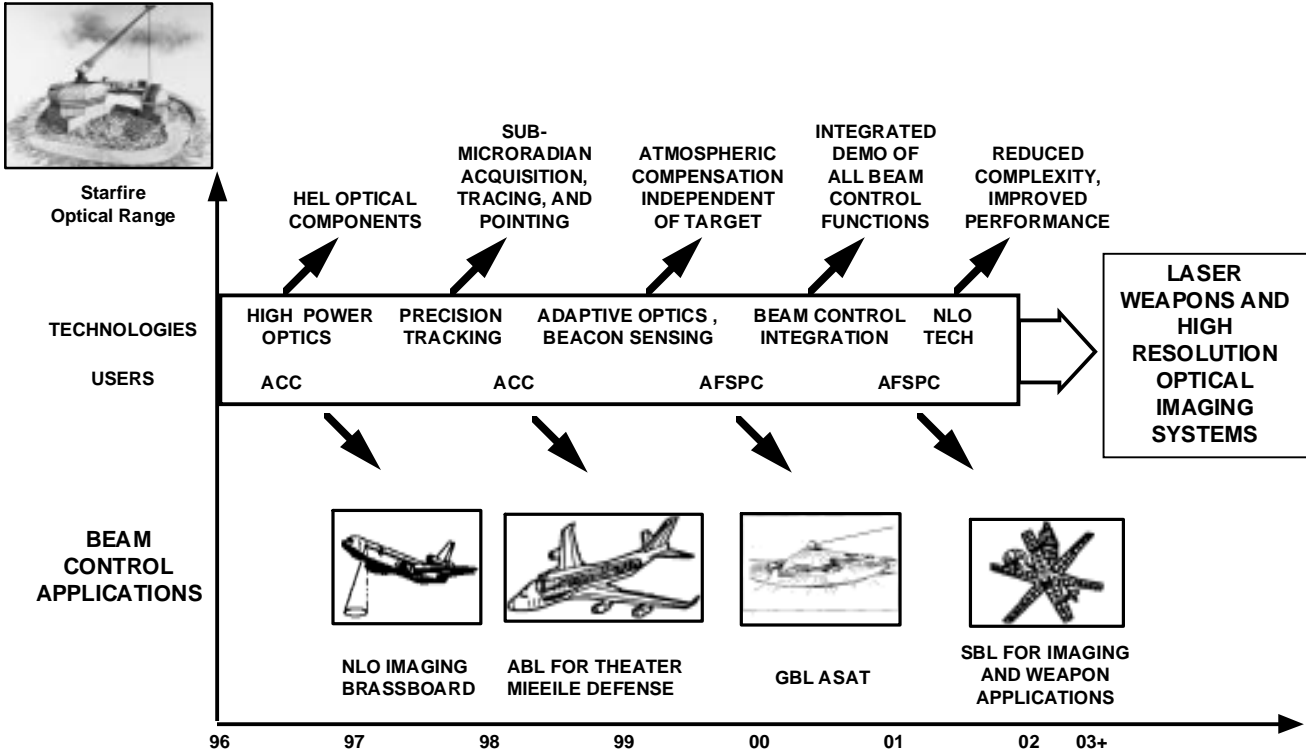 Starfire
Optical Range
HEL OPTICAL
COMPONENTS
SUB-
MICRORADIAN
ACQUISITION,
TRACING, AND
POINTING
ATMOSPHERIC
COMPENSATION
INDEPENDENT
OF TARGET
INTEGRATED
DEMO OF
ALL BEAM
CONTROL
FUNCTIONS
REDUCED
COMPLEXITY,
IMPROVED
PERFORMANCE
TECHNOLOGIES
HIGH POWER
OPTICS
PRECISION
TRACKING
ADAPTIVE OPTICS ,
BEACON SENSING
BEAM CONTROL
INTEGRATION
NLO
TECH
USERS
ACC
ACC
AFSPC
AFSPC
LASER
WEAPONS AND
HIGH
RESOLUTION
OPTICAL
IMAGING
SYSTEMS
BEAM
CONTROL
APPLICATIONS
NLO IMAGING
BRASSBOARD
ABL FOR THEATER
MIEEILE DEFENSE
GBL ASAT
SBL FOR IMAGING
AND WEAPON
APPLICATIONS
96 97 98 99 00 01 02 03+